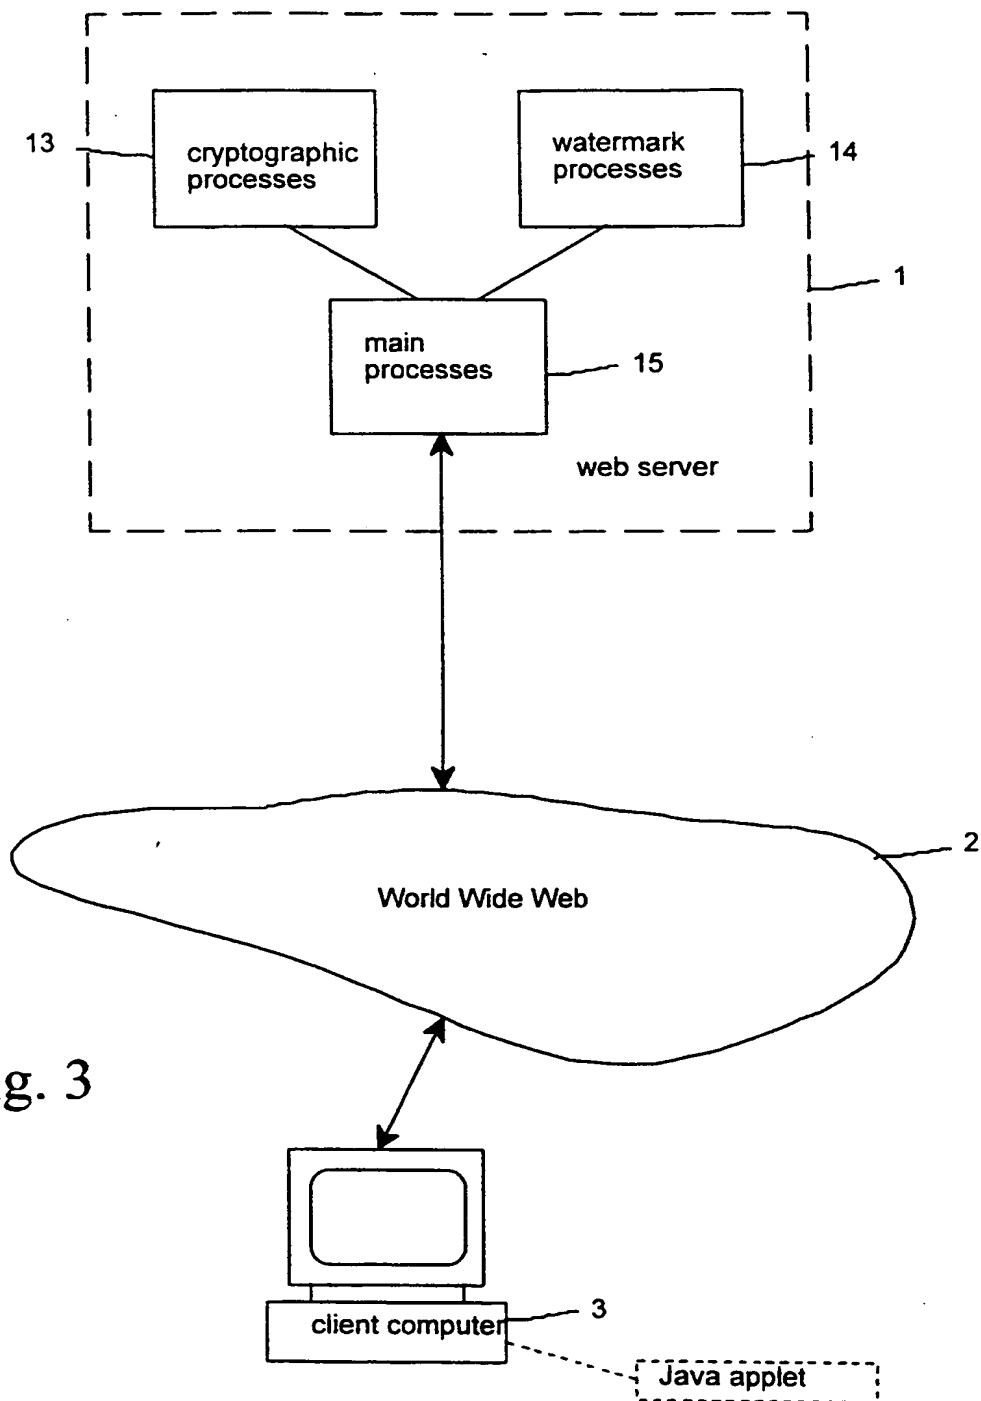 13
cryptographic
processes
watermark
processes
14
1
main
processes
15
web server
2
World Wide Web
g. 3
client computer
3
Java applet